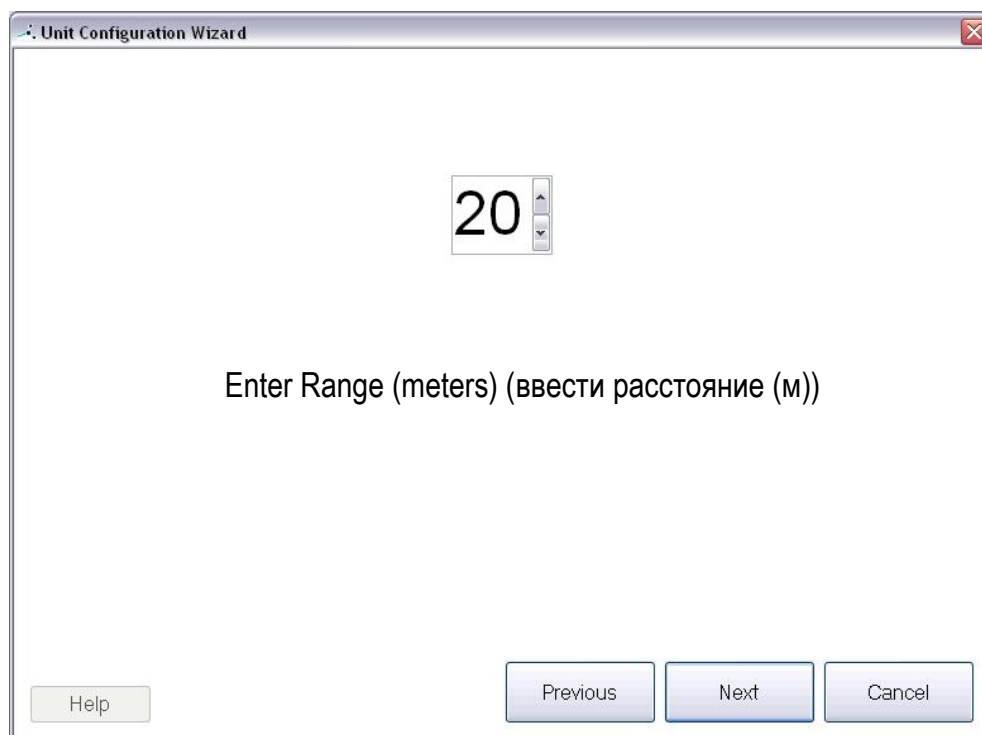 Unit Configuration Wizard
20
Enter Range (meters) (ввести расстояние (м))
Help
Previous
Next
Cancel